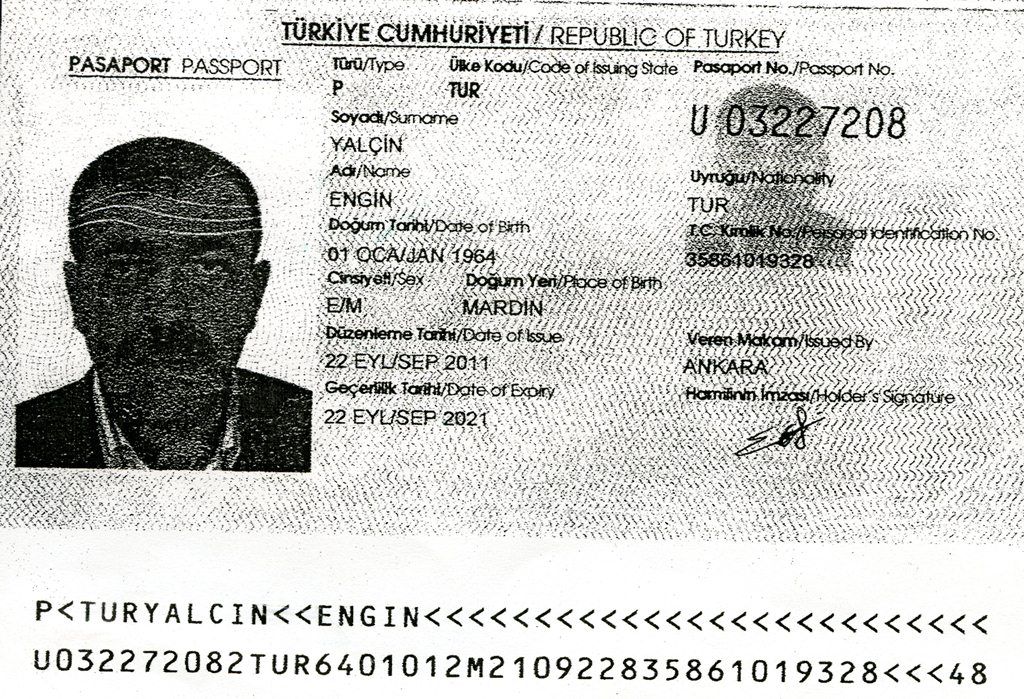 TÜRKİYE CUMHURİYETİ / REPUBLIC OF TURKEY
PASAPORT PASSPORT
Türü/Type Ülke Kodu/Code of Issuing State Pasaport No./Passport No.
P TUR
U 03227208
Soyadı/Surname
YALÇIN
Adı/Name
ENGİN
Uyruğu/Nationality
TUR
Doğum Tarihi/Date of Birth
T.C. Kimlik No./Personal Identification No.
01 OCA/JAN 1964
35861019328
Cinsiyeti/Sex Doğum Yeri/Place of Birth
E/M MARDİN
Düzenleme Tarihi/Date of Issue
Veren Makam/Issued By
22 EYL/SEP 2011
ANKARA
Geçerlilik Tarihi/Date of Expiry
Hamilinin İmzası/Holder's Signature
22 EYL/SEP 2021
P<TURYALCIN<<ENGIN<<<<<<<<<<<<<<<<<<<<<<<<<<
U032272082TUR6401012M210922835861019328<<<48